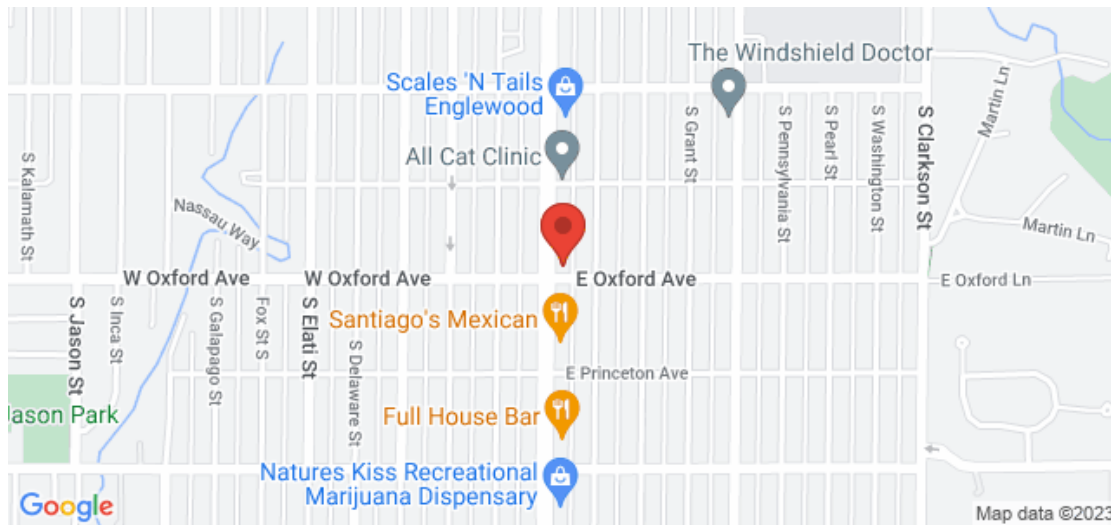 The Windshield Doctor
Scales 'N Tails
Englewood
All Cat Clinic
S Kalamath St
Nassau Way
S Grant St
S Pennsylvania St
S Pearl St
S Washington St
S Clarkson St
Martin Ln
Martin Ln
W Oxford Ave
W Oxford Ave
E Oxford Ave
E Oxford Ln
S Jason St
S Inca St
S Galapago St
Fox St S
S Elati St
S Delaware St
Santiago's Mexican
E Princeton Ave
Jason Park
Full House Bar
Natures Kiss Recreational
Marijuana Dispensary
Google
Map data ©2023